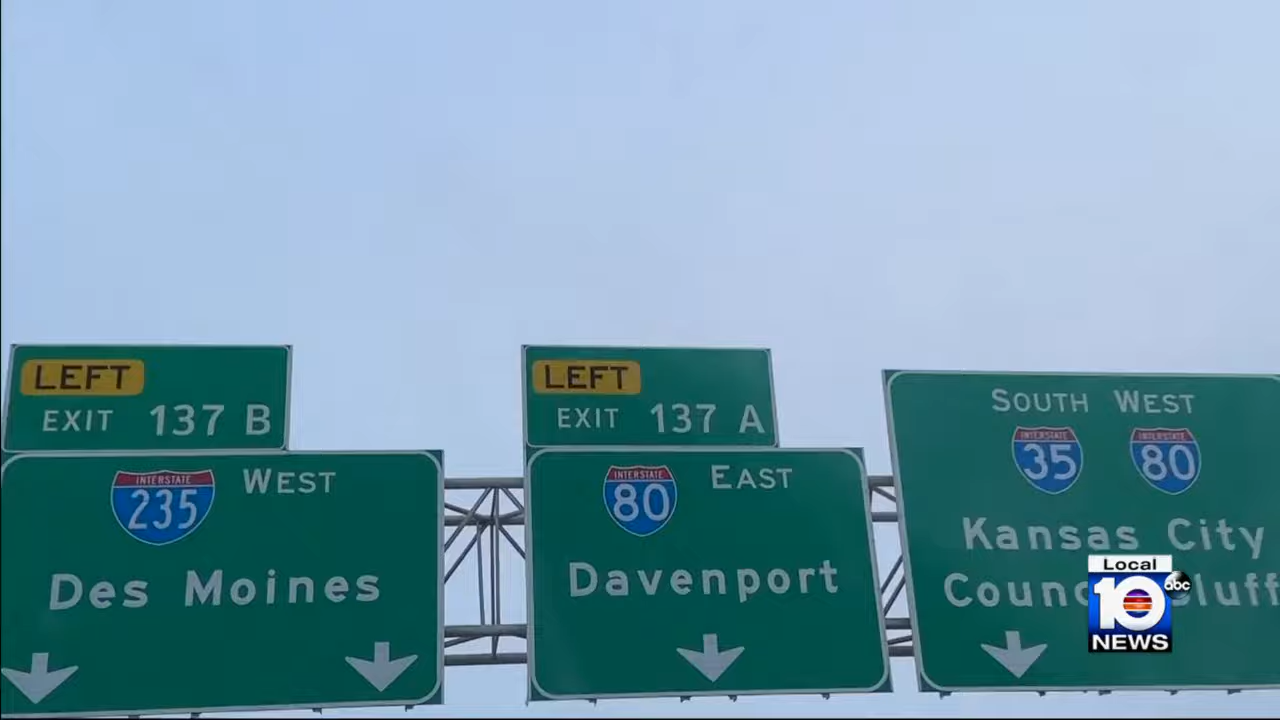 LEFT
EXIT 137 B
INTERSTATE
235
WEST
Des Moines
LEFT
EXIT 137 A
INTERSTATE
80
EAST
Davenport
SOUTH WEST
INTERSTATE
35
INTERSTATE
80
Kansas City
Local
10
abc
NEWS